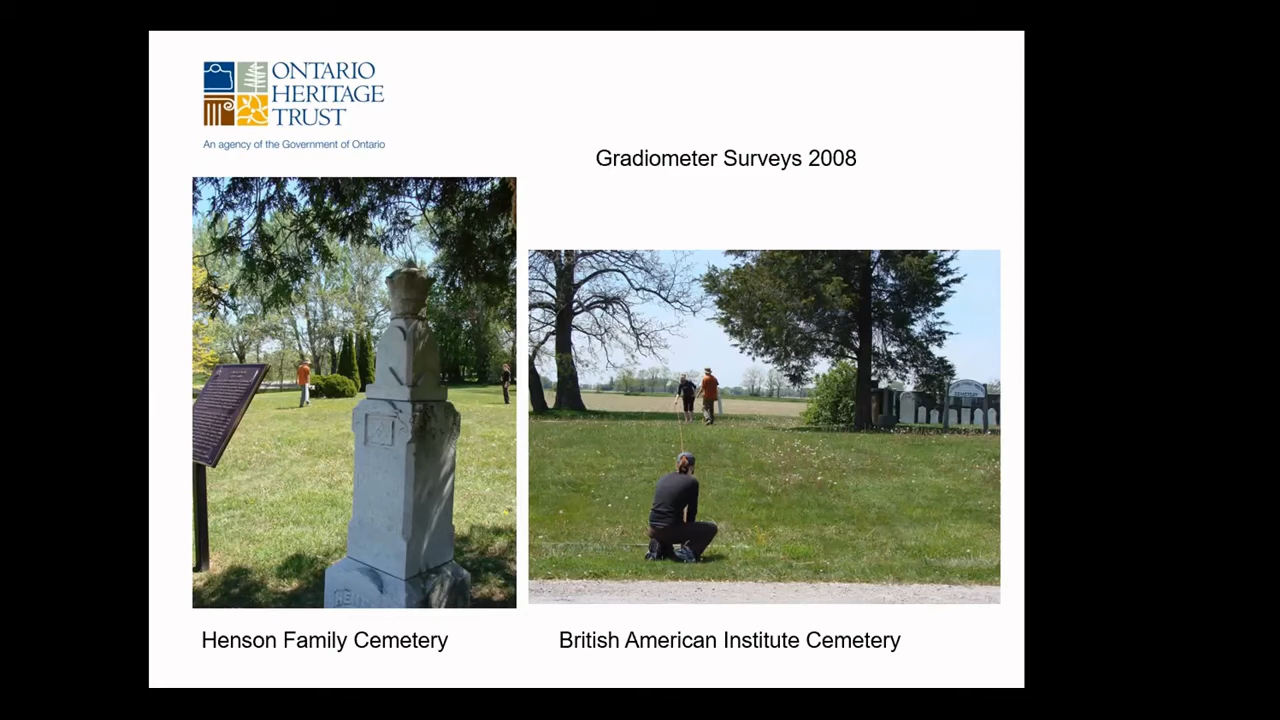 ONTARIO
HERITAGE
TRUST
An agency of the Government of Ontario
Gradiometer Surveys 2008
CEMETERY
Henson Family Cemetery
British American Institute Cemetery